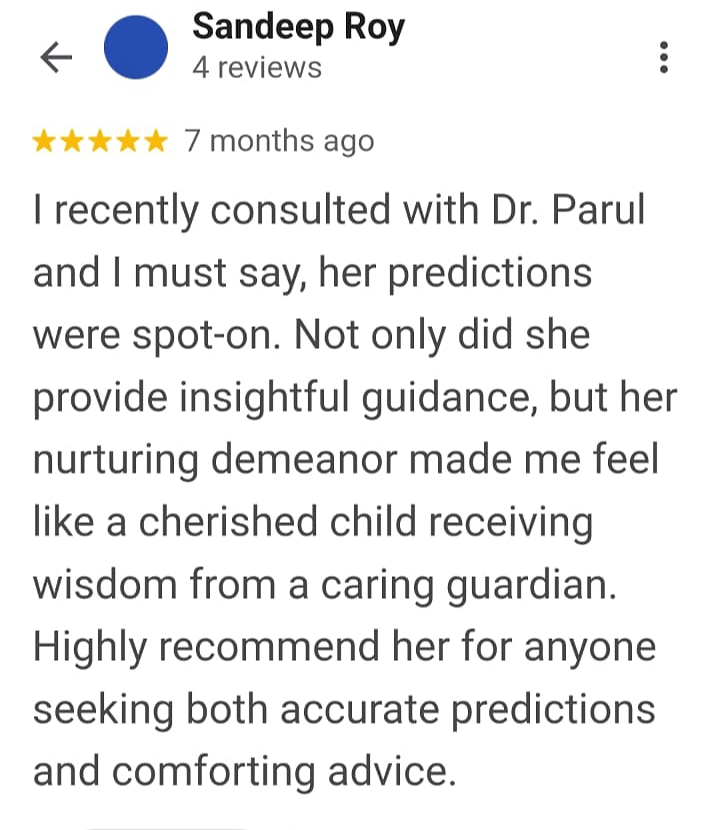 Sandeep Roy
4 reviews
7 months ago
I recently consulted with Dr. Parul
and I must say, her predictions
were spot-on. Not only did she
provide insightful guidance, but her
nurturing demeanor made me feel
like a cherished child receiving
wisdom from a caring guardian.
Highly recommend her for anyone
seeking both accurate predictions
and comforting advice.